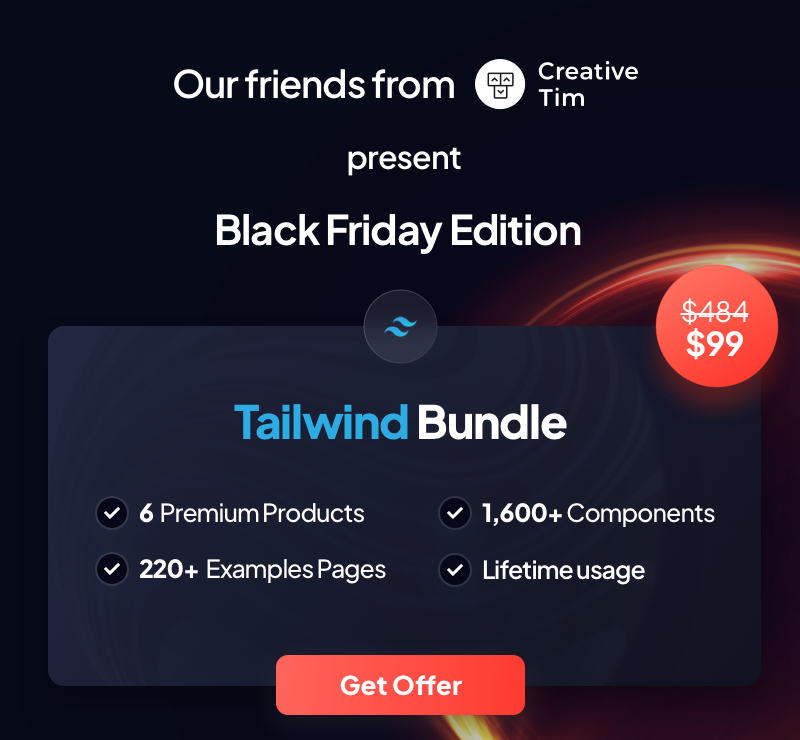 Our friends from Creative Tim
present
Black Friday Edition
$484
$99
Tailwind Bundle
6 Premium Products
1,600+ Components
220+ Examples Pages
Lifetime usage
Get Offer